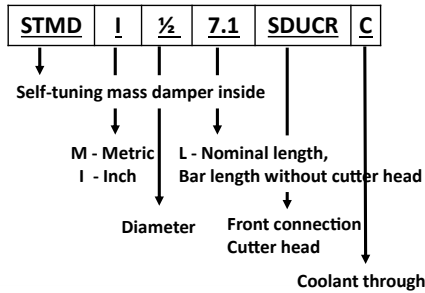 STMD I ½ 7.1 SDUCR C
Self-tuning mass damper inside
M - Metric
I - Inch
L - Nominal length,
Bar length without cutter head
Diameter
Front connection
Cutter head
Coolant through